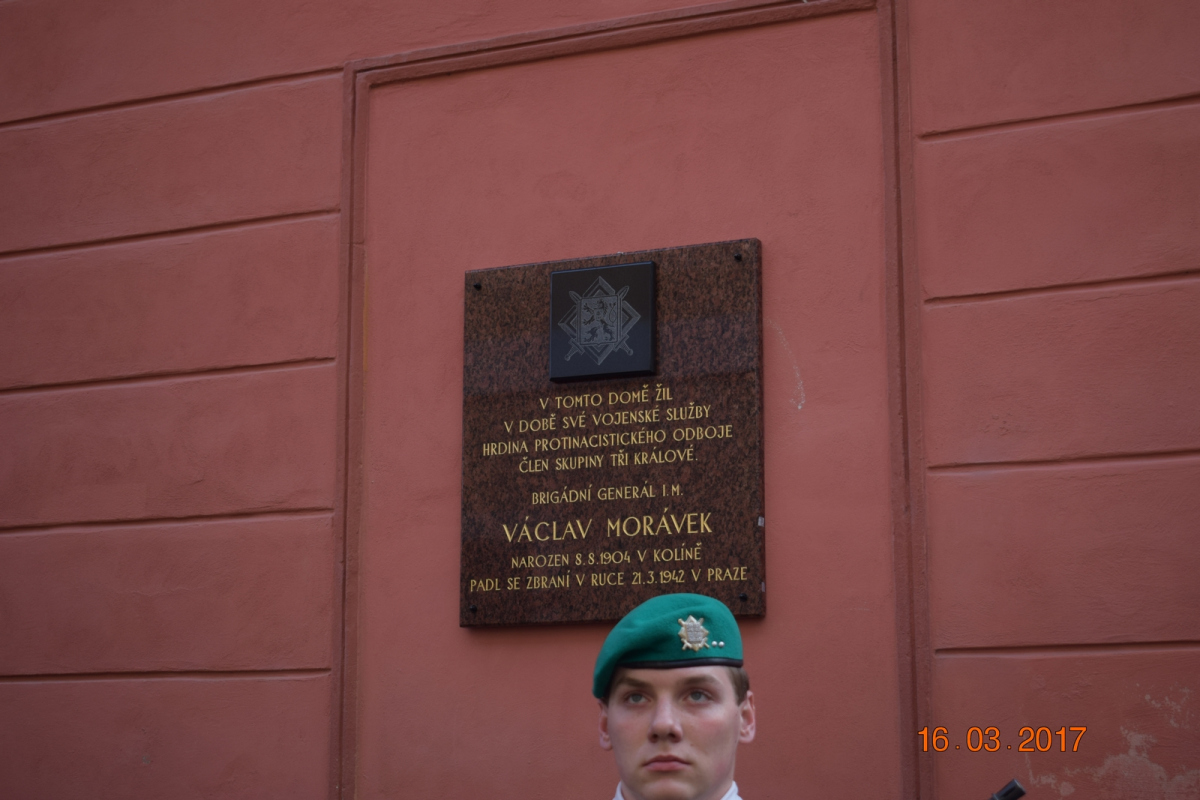 V TOMTO DOMĚ ŽIL
V DOBĚ SVÉ VOJENSKÉ SLUŽBY
HRDINA PROTINACISTICKÉHO ODBOJE
ČLEN SKUPINY TŘI KRÁLOVÉ.
BRIGÁDNÍ GENERÁL I.M.
VÁCLAV MORÁVEK
NAROZEN 8.8.1904 V KOLÍNĚ
PADL SE ZBRANÍ V RUCE 21.3.1942 V PRAZE
16.03.2017